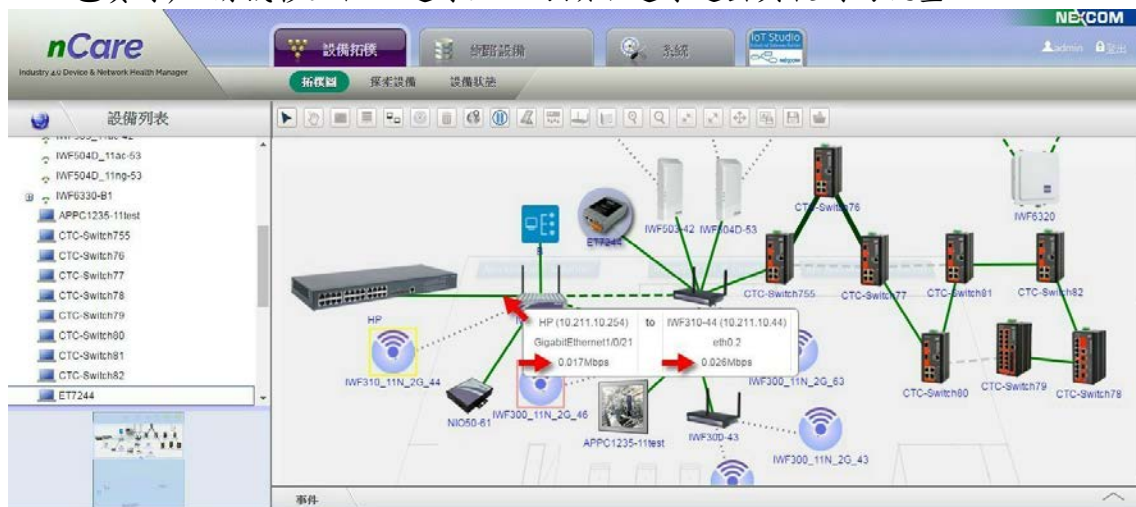 NEXCOM
nCare
Industry 4.0 Device & Network Health Manager
設備拓樸
網路設備
系統
IoT Studio
admin
登出
拓樸圖
探索設備
設備狀態
設備列表
IWF504D_11ac-53
IWF504D_11ng-53
IWF6330-B1
APPC1235-11test
CTC-Switch755
CTC-Switch76
CTC-Switch77
CTC-Switch78
CTC-Switch79
CTC-Switch80
CTC-Switch81
CTC-Switch82
ET7244
CTC-Switch76
IWF6320
IWF503-42
IWF504D-53
ET7244
CTC-Switch755
CTC-Switch77
CTC-Switch81
CTC-Switch82
HP
HP (10.211.10.254) to IWF310-44 (10.211.10.44)
GigabitEthernet1/0/21 eth0.2
0.017Mbps 0.026Mbps
IWF310_11N_2G_44
IWF300_11N_2G_63
CTC-Switch80
CTC-Switch79
CTC-Switch78
NIO50-61
IWF300_11N_2G_46
APPC1235-11test
IWF300-43
IWF300_11N_2G_43
事件